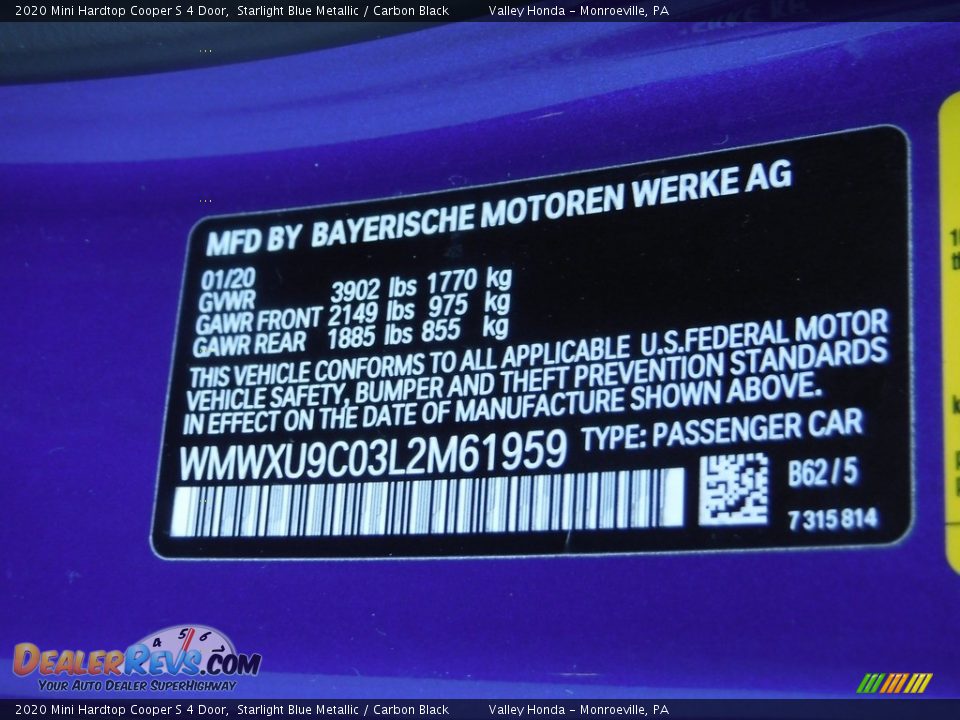 2020 Mini Hardtop Cooper S 4 Door, Starlight Blue Metallic / Carbon Black Valley Honda - Monroeville, PA
MFD BY BAYERISCHE MOTOREN WERKE AG
01/20
GVWR 3902 lbs 1770 kg
GAWR FRONT 2149 lbs 975 kg
GAWR REAR 1885 lbs 855 kg
THIS VEHICLE CONFORMS TO ALL APPLICABLE U.S.FEDERAL MOTOR
VEHICLE SAFETY, BUMPER AND THEFT PREVENTION STANDARDS
IN EFFECT ON THE DATE OF MANUFACTURE SHOWN ABOVE.
WMWXU9C03L2M61959 TYPE: PASSENGER CAR
B62/5
7315814
4 5 6
DEALERREVS.COM
YOUR AUTO DEALER SUPERHIGHWAY
2020 Mini Hardtop Cooper S 4 Door, Starlight Blue Metallic / Carbon Black Valley Honda - Monroeville, PA